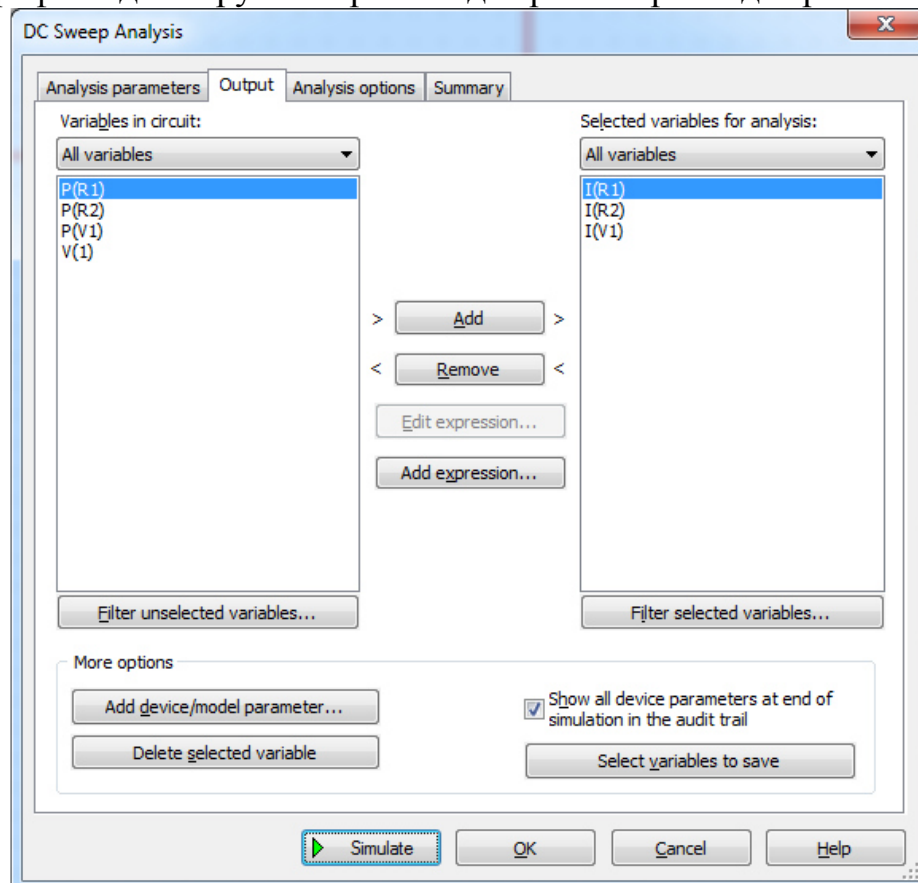 DC Sweep Analysis
Analysis parameters Output Analysis options Summary
Variables in circuit:
All variables
P(R1)
P(R2)
P(V1)
V(1)
Selected variables for analysis:
All variables
I(R1)
I(R2)
I(V1)
> Add >
< Remove <
Edit expression...
Add expression...
Filter unselected variables...
Filter selected variables...
More options
Add device/model parameter...
Delete selected variable
Show all device parameters at end of
simulation in the audit trail
Select variables to save
Simulate OK Cancel Help